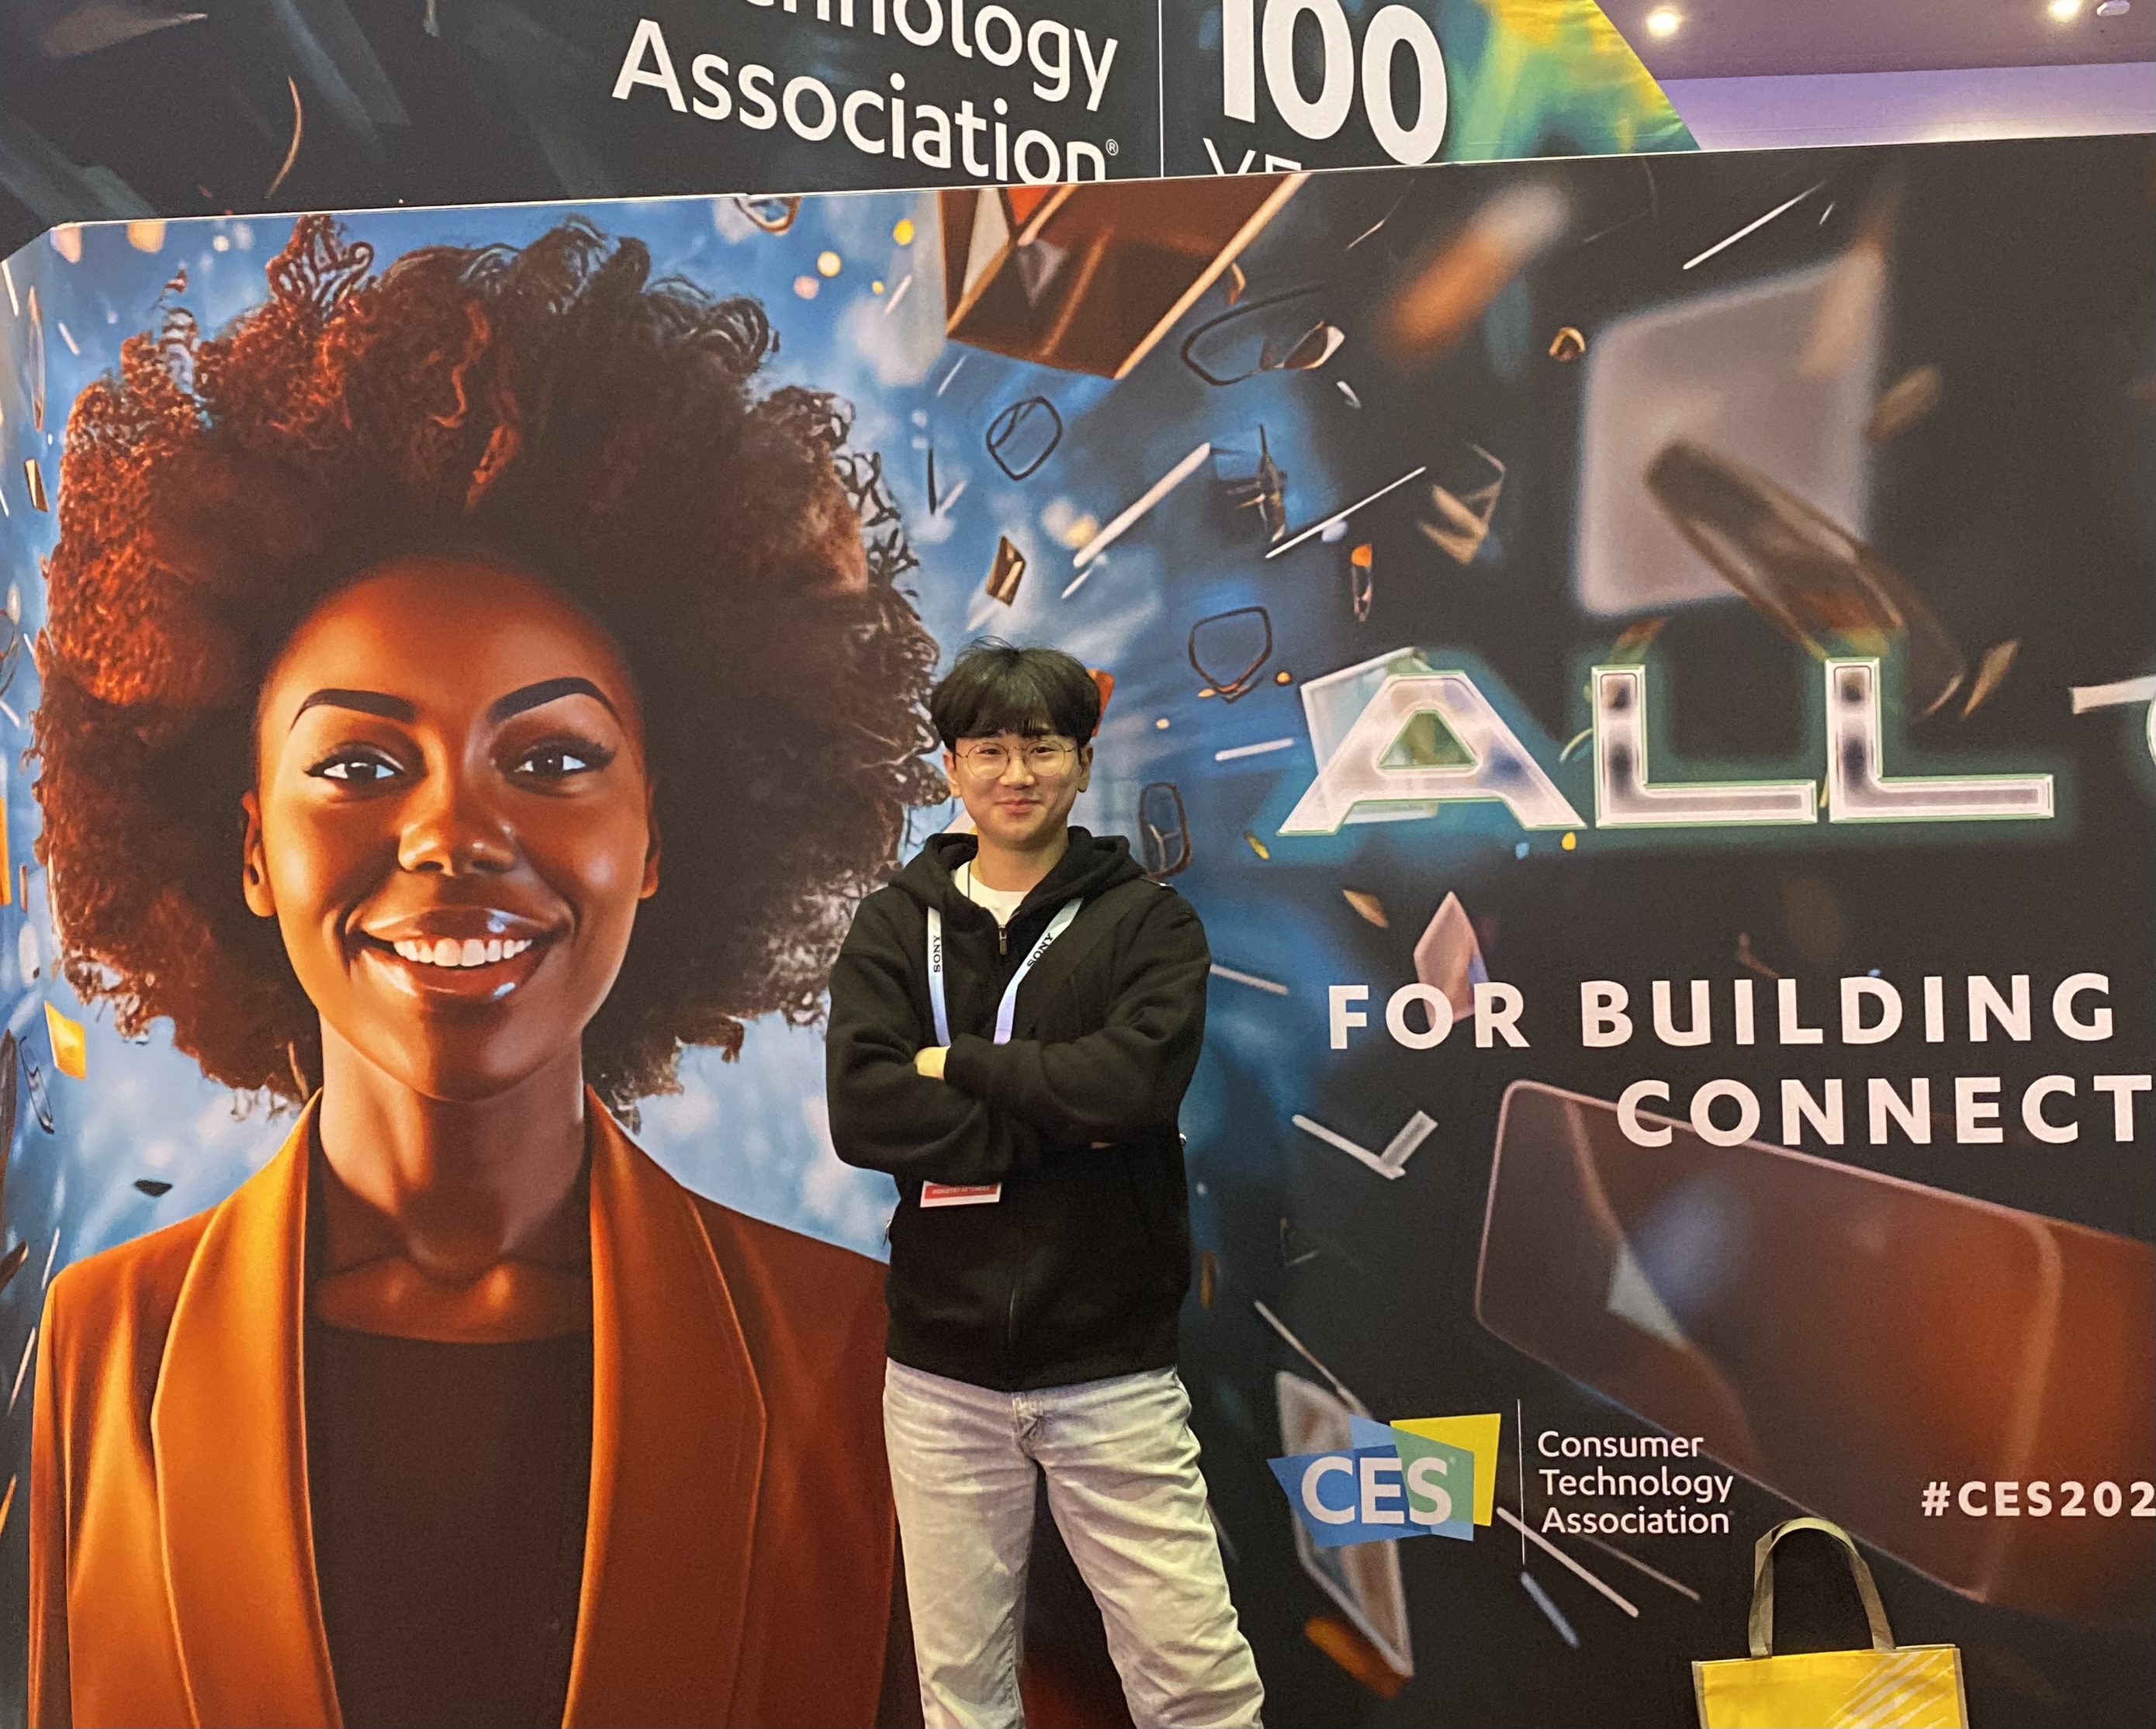 Association®
100
ALL
FOR BUILDING
CONNECT
SONY
SONY
CES
Consumer
Technology
Association
#CES202